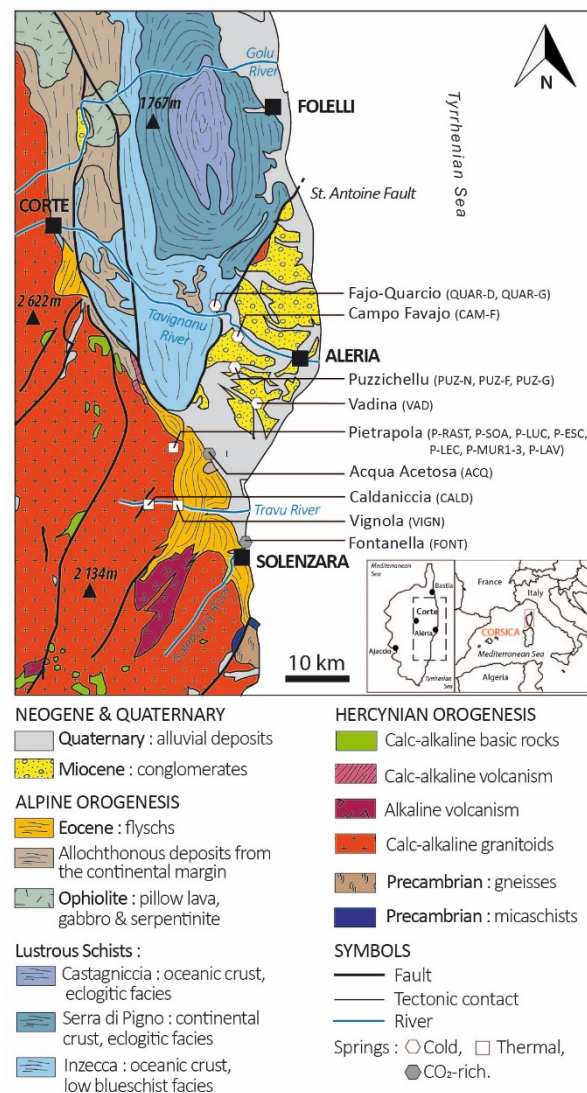 Golu
River
N
Tyrrhenian Sea
1767m
FOLELLI
St. Antoine Fault
CORTE
2 622m
Tavignanu
River
Fajo-Quarcio (QUAR-D, QUAR-G)
Campo Favajo (CAM-F)
ALERIA
Puzzichellu (PUZ-N, PUZ-F, PUZ-G)
Vadina (VAD)
Pietrapola (P-RAST, P-SOA, P-LUC, P-ESC,
P-LEC, P-MUR1-3, P-LAV)
Acqua Acetosa (ACQ)
Caldaniccia (CALD)
Travu River
Vignola (VIGN)
Fontanella (FONT)
2 134m
SOLENZARA
10 km
Mediterranean
Sea
Bastia
Corte
Aléria
Ajaccio
Tyrrhenian
Sea
France
Italy
CORSICA
Mediterranean Sea
Algeria
NEOGENE & QUATERNARY
Quaternary : alluvial deposits
Miocene : conglomerates
ALPINE OROGENESIS
Eocene : flyschs
Allochthonous deposits from
the continental margin
Ophiolite : pillow lava,
gabbro & serpentinite
Lustrous Schists :
Castagniccia : oceanic crust,
eclogitic facies
Serra di Pigno : continental
crust, eclogitic facies
Inzecca : oceanic crust,
low blueschist facies
HERCYNIAN OROGENESIS
Calc-alkaline basic rocks
Calc-alkaline volcanism
Alkaline volcanism
Calc-alkaline granitoids
Precambrian : gneisses
Precambrian : micaschists
SYMBOLS
Fault
Tectonic contact
River
Springs : Cold, Thermal,
CO₂-rich.